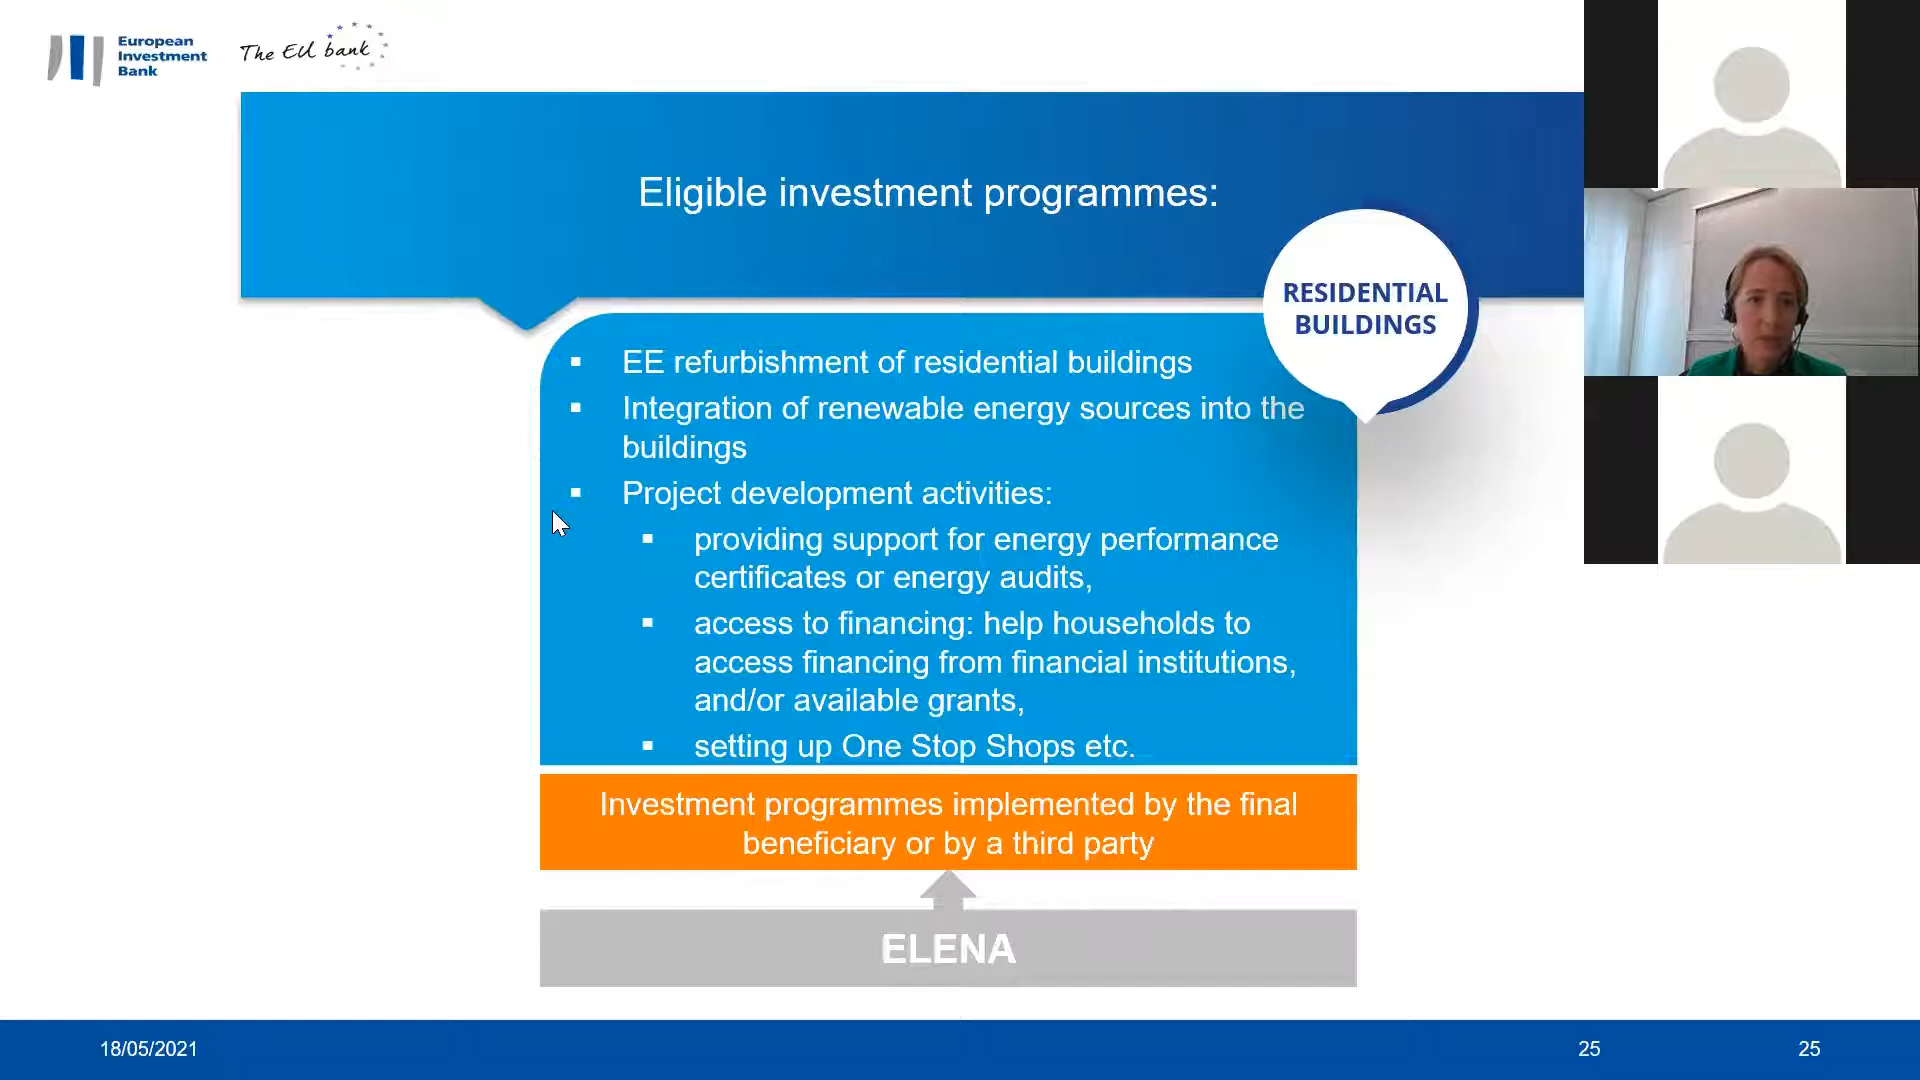 European
Investment
Bank
The EU bank
Eligible investment programmes:
RESIDENTIAL
BUILDINGS
▪ EE refurbishment of residential buildings
▪ Integration of renewable energy sources into the
buildings
▪ Project development activities:
▪ providing support for energy performance
certificates or energy audits,
▪ access to financing: help households to
access financing from financial institutions,
and/or available grants,
▪ setting up One Stop Shops etc.
Investment programmes implemented by the final
beneficiary or by a third party
ELENA
18/05/2021
25
25